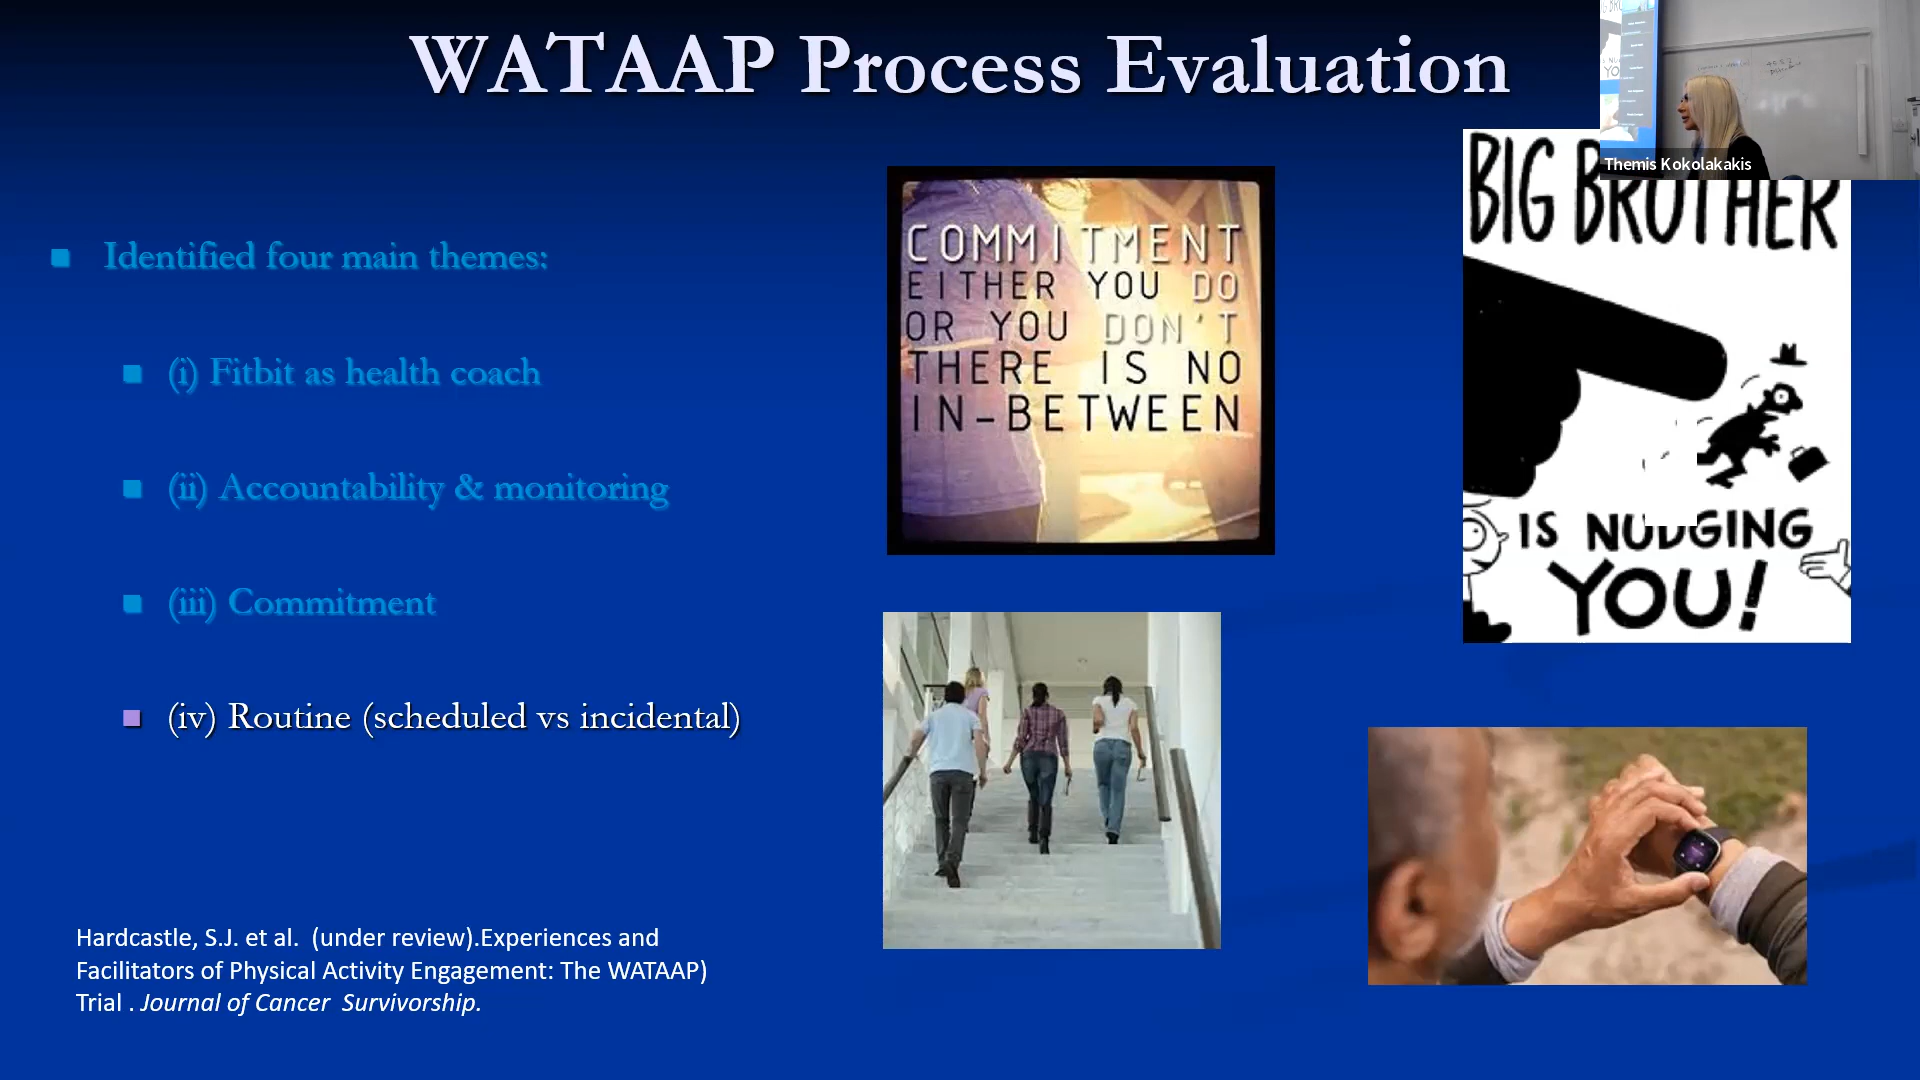 WATAAP Process Evaluation
Identified four main themes:
(i) Fitbit as health coach
(ii) Accountability & monitoring
(iii) Commitment
(iv) Routine (scheduled vs incidental)
Hardcastle, S.J. et al.  (under review).Experiences and
Facilitators of Physical Activity Engagement: The WATAAP)
Trial . Journal of Cancer  Survivorship.
COMMITMENT
EITHER YOU DO
OR YOU DON'T
THERE IS NO
IN-BETWEEN
BIG BROTHER
IS NUDGING
YOU!
Themis Kokolakakis